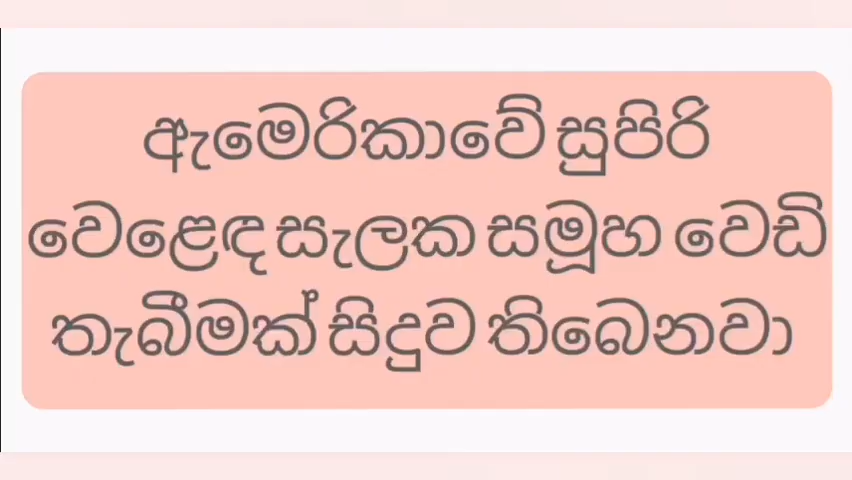 ඇමෙරිකාවේ සුපිරි
වෙළෙඳ සැලක සමූහ වෙඩි
තැබීමක් සිදුව තිබෙනවා